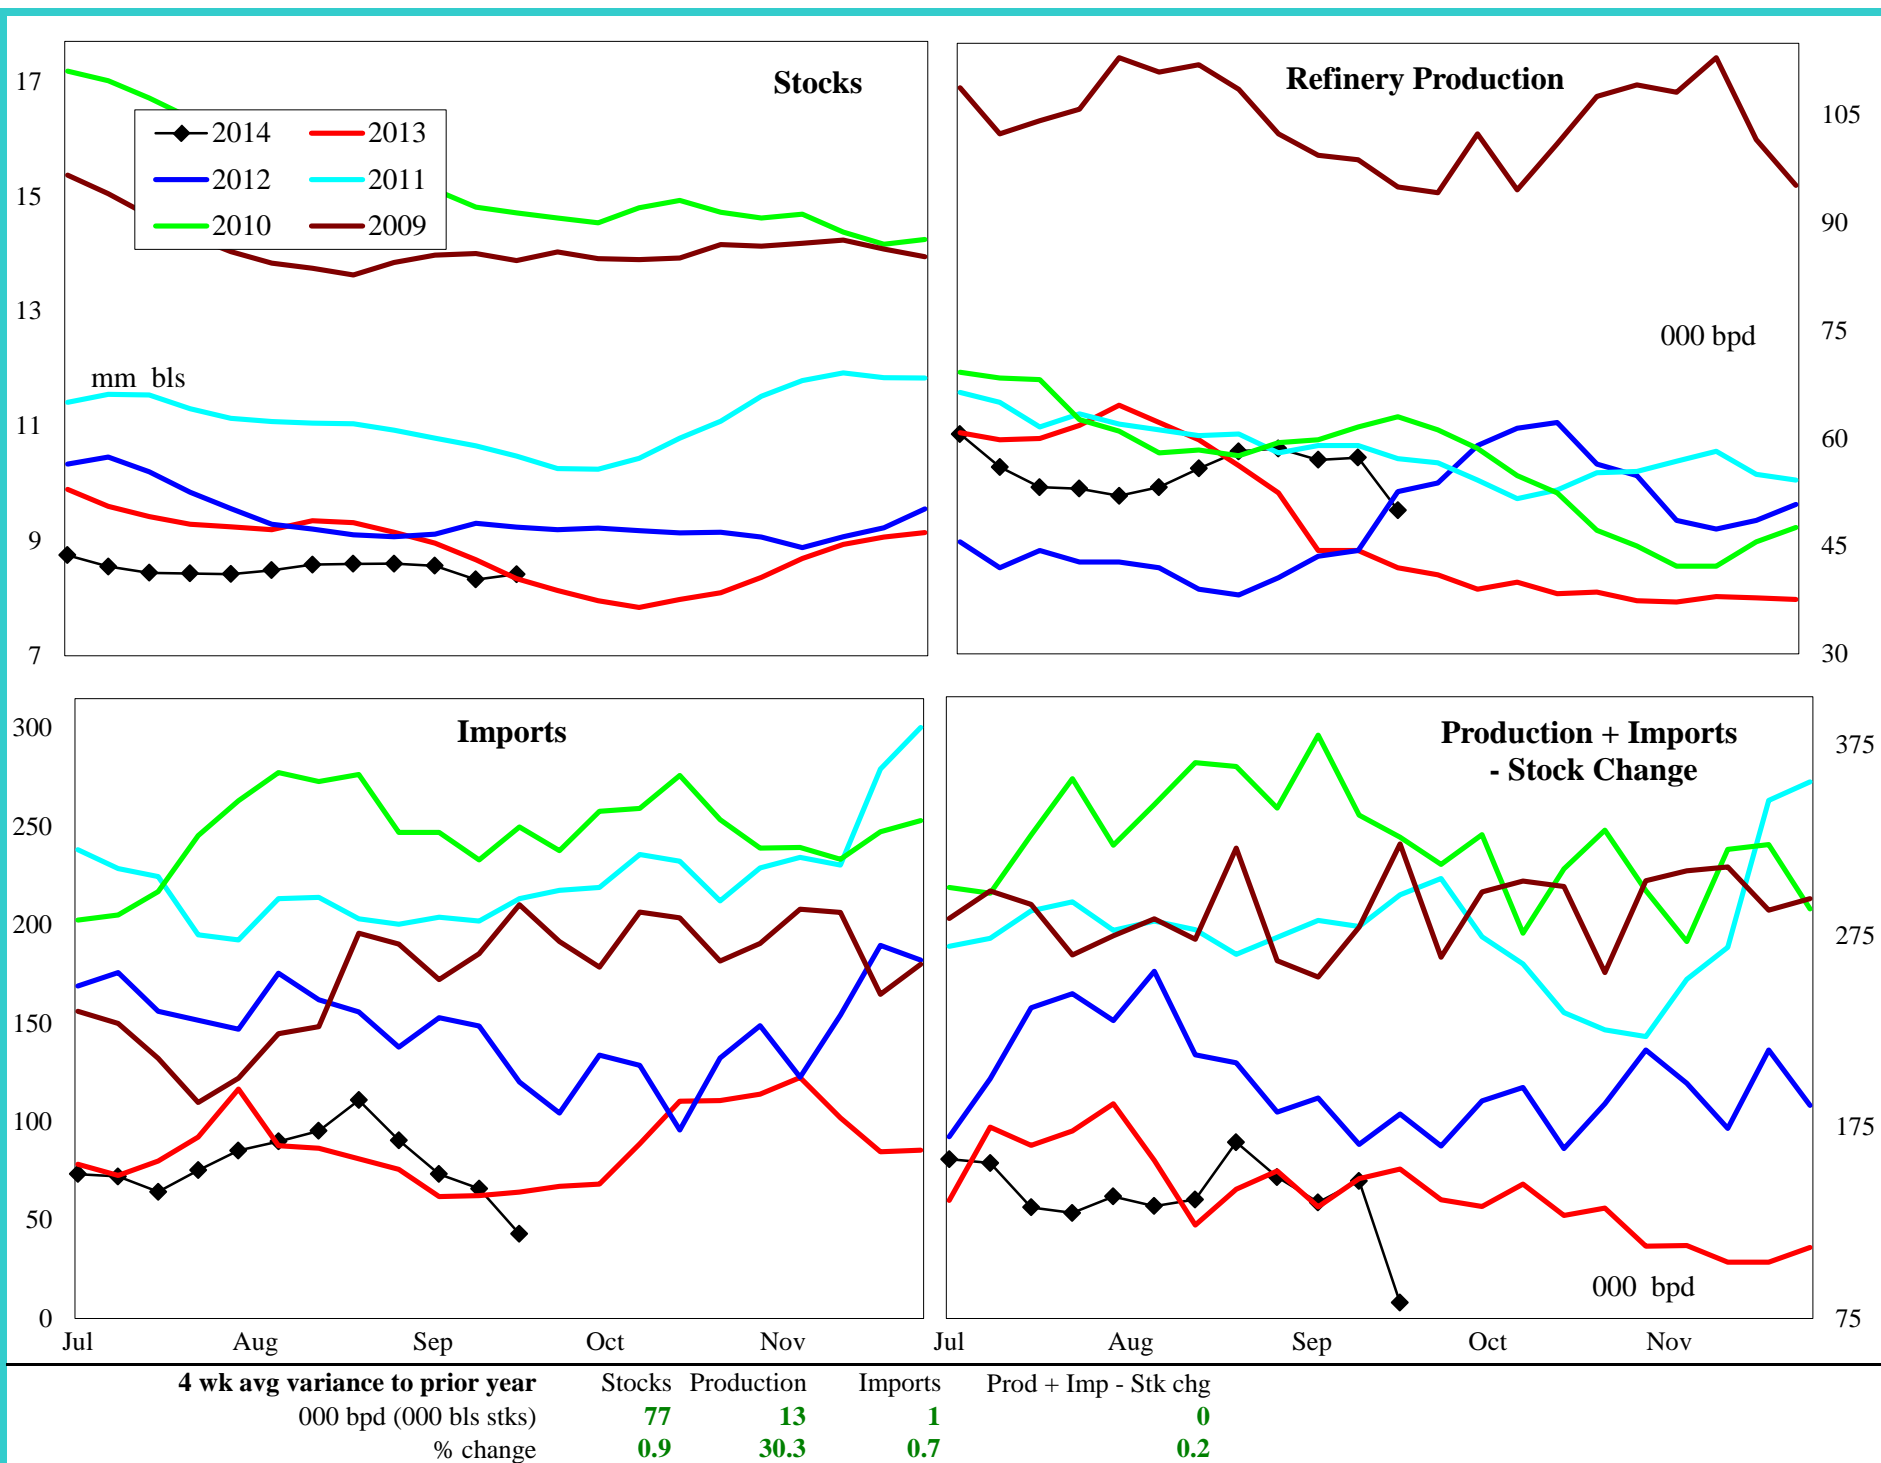 Stocks
17
15
13
11
9
7
2014 2013
2012 2011
2010 2009
mm bls
Refinery Production
000 bpd
105
90
75
60
45
30
Imports
300
250
200
150
100
50
0
Jul Aug Sep Oct Nov
Production + Imports
- Stock Change
000 bpd
375
275
175
75
Jul Aug Sep Oct Nov
4 wk avg variance to prior year Stocks Production Imports Prod + Imp - Stk chg
000 bpd (000 bls stks) 77 13 1 0
% change 0.9 30.3 0.7 0.2